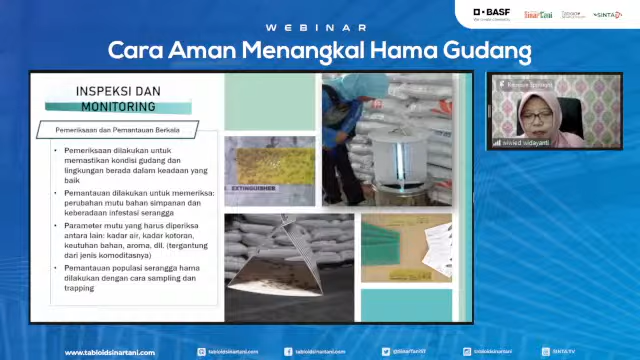 WEBINAR
Cara Aman Menangkal Hama Gudang
BASF
SinarTani
INSPEKSI DAN
MONITORING
Pemeriksaan dan Pemantauan Berkala
• Pemeriksaan dilakukan untuk
memastikan kondisi gudang dan
lingkungan berada dalam keadaan yang
baik
• Pemantauan dilakukan untuk memeriksa:
perubahan mutu bahan simpanan dan
keberadaan infestasi serangga
• Parameter mutu yang harus diperiksa
antara lain: kadar air, kadar kotoran,
keutuhan bahan, aroma, dll. (tergantung
dari jenis komoditasnya)
• Pemantauan populasi serangga hama
dilakukan dengan cara sampling dan
trapping
EXTINGUISHER
wiwied widayanti
www.tabloidsinartani.com
tabloidsinartani.com
tabloidsinartani
@SinarTaniST
sinartani
SINTA TV